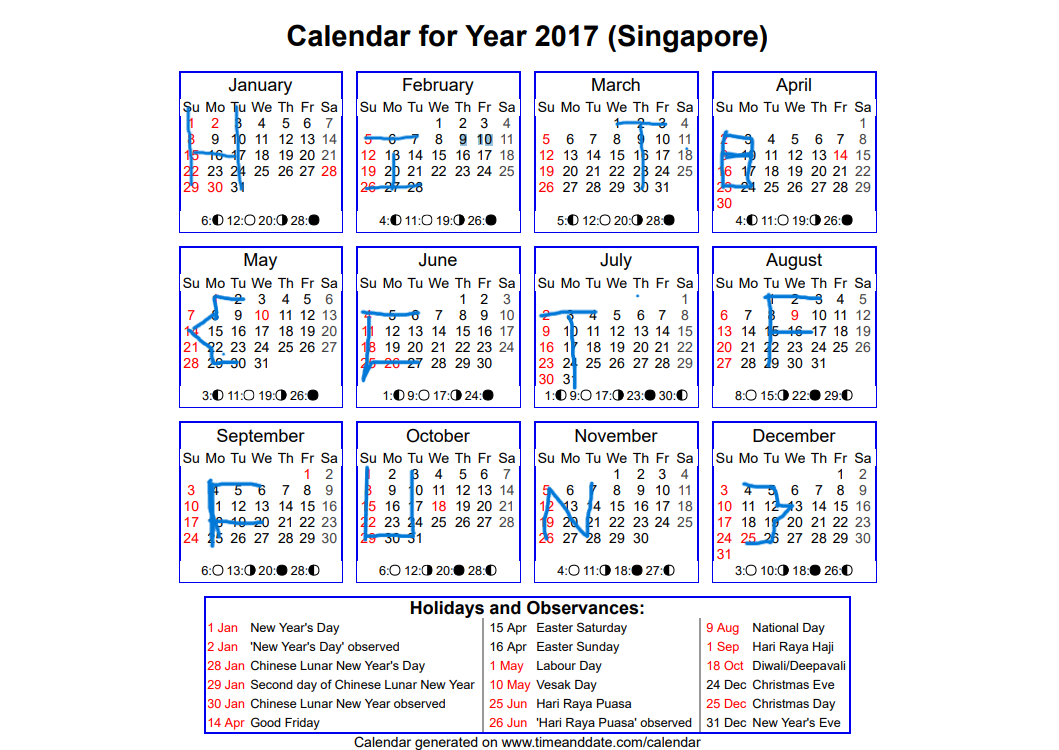 Calendar for Year 2017 (Singapore)
January
Su Mo Tu We Th Fr Sa
1 2 3 4 5 6 7
8 9 10 11 12 13 14
15 16 17 18 19 20 21
22 23 24 25 26 27 28
29 30 31
6:◐ 12:○ 20:◑ 28:●
February
Su Mo Tu We Th Fr Sa
1 2 3 4
5 6 7 8 9 10 11
12 13 14 15 16 17 18
19 20 21 22 23 24 25
26 27 28
4:◐ 11:○ 19:◑ 26:●
March
Su Mo Tu We Th Fr Sa
1 2 3 4
5 6 7 8 9 10 11
12 13 14 15 16 17 18
19 20 21 22 23 24 25
26 27 28 29 30 31
5:◐ 12:○ 20:◑ 28:●
April
Su Mo Tu We Th Fr Sa
1
2 3 4 5 6 7 8
9 10 11 12 13 14 15
16 17 18 19 20 21 22
23 24 25 26 27 28 29
30
4:◐ 11:○ 19:◑ 26:●
May
Su Mo Tu We Th Fr Sa
1 2 3 4 5 6
7 8 9 10 11 12 13
14 15 16 17 18 19 20
21 22 23 24 25 26 27
28 29 30 31
3:◐ 11:○ 19:◑ 26:●
June
Su Mo Tu We Th Fr Sa
1 2 3
4 5 6 7 8 9 10
11 12 13 14 15 16 17
18 19 20 21 22 23 24
25 26 27 28 29 30
1:◐ 9:○ 17:◑ 24:●
July
Su Mo Tu We Th Fr Sa
1
2 3 4 5 6 7 8
9 10 11 12 13 14 15
16 17 18 19 20 21 22
23 24 25 26 27 28 29
30 31
1:◐ 9:○ 17:◑ 23:● 30:◐
August
Su Mo Tu We Th Fr Sa
1 2 3 4 5
6 7 8 9 10 11 12
13 14 15 16 17 18 19
20 21 22 23 24 25 26
27 28 29 30 31
8:○ 15:◑ 22:● 29:◐
September
Su Mo Tu We Th Fr Sa
1 2
3 4 5 6 7 8 9
10 11 12 13 14 15 16
17 18 19 20 21 22 23
24 25 26 27 28 29 30
6:○ 13:◑ 20:● 28:◐
October
Su Mo Tu We Th Fr Sa
1 2 3 4 5 6 7
8 9 10 11 12 13 14
15 16 17 18 19 20 21
22 23 24 25 26 27 28
29 30 31
6:○ 12:◑ 20:● 28:◐
November
Su Mo Tu We Th Fr Sa
1 2 3 4
5 6 7 8 9 10 11
12 13 14 15 16 17 18
19 20 21 22 23 24 25
26 27 28 29 30
4:○ 11:◑ 18:● 27:◐
December
Su Mo Tu We Th Fr Sa
1 2
3 4 5 6 7 8 9
10 11 12 13 14 15 16
17 18 19 20 21 22 23
24 25 26 27 28 29 30
31
3:○ 10:◑ 18:● 26:◐
Holidays and Observances:
1 Jan New Year's Day
2 Jan 'New Year's Day' observed
28 Jan Chinese Lunar New Year's Day
29 Jan Second day of Chinese Lunar New Year
30 Jan Chinese Lunar New Year observed
14 Apr Good Friday
15 Apr Easter Saturday
16 Apr Easter Sunday
1 May Labour Day
10 May Vesak Day
25 Jun Hari Raya Puasa
26 Jun 'Hari Raya Puasa' observed
9 Aug National Day
1 Sep Hari Raya Haji
18 Oct Diwali/Deepavali
24 Dec Christmas Eve
25 Dec Christmas Day
31 Dec New Year's Eve
Calendar generated on www.timeanddate.com/calendar